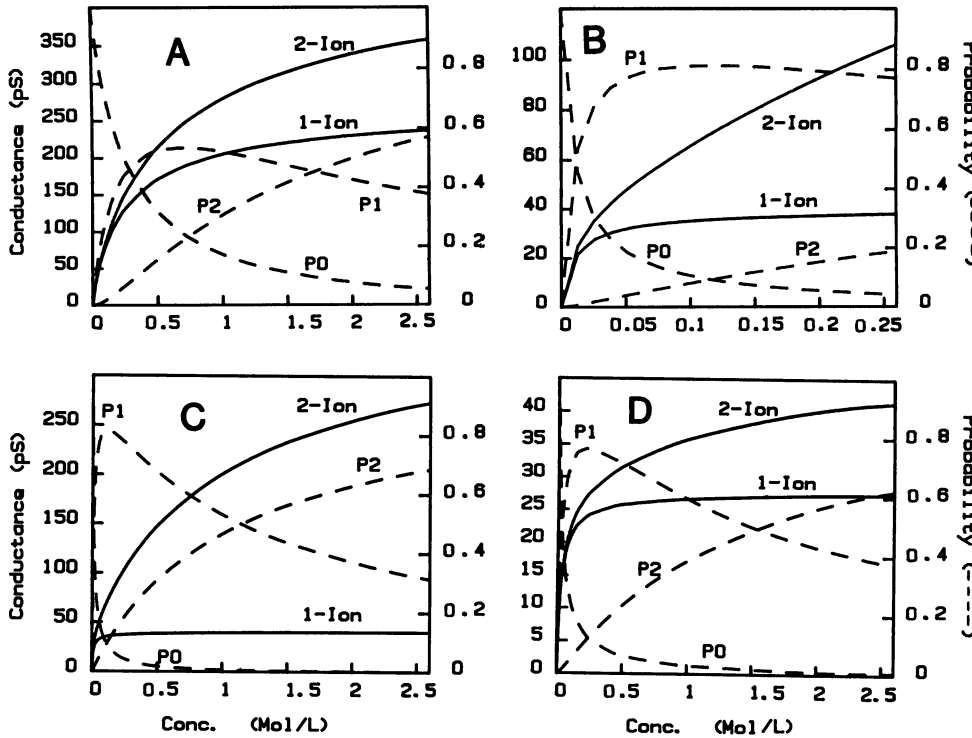 A
350
300
250
200
150
100
50
0
Conductance (pS)
2-Ion
1-Ion
P2
P1
P0
0.8
0.6
0.4
0.2
0
0 0.5 1 1.5 2 2.5
B
100
80
60
40
20
0
P1
2-Ion
1-Ion
P0
P2
0.8
0.6
0.4
0.2
0
Probability (----)
0 0.05 0.1 0.15 0.2 0.25
C
250
200
150
100
50
0
Conductance (pS)
P1
2-Ion
P2
1-Ion
P0
0.8
0.6
0.4
0.2
0
0 0.5 1 1.5 2 2.5
Conc. (Mol/L)
D
40
35
30
25
20
15
10
5
0
P1
2-Ion
1-Ion
P2
P0
0.8
0.6
0.4
0.2
0
Probability (----)
0 0.5 1 1.5 2 2.5
Conc. (Mol/L)